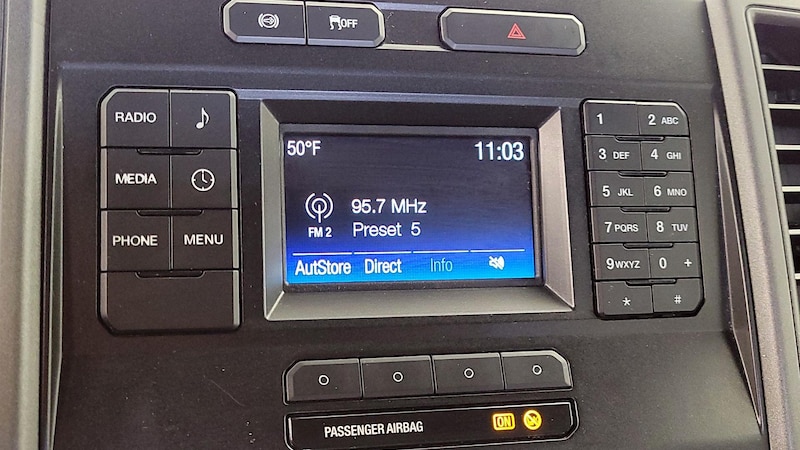 OFF
RADIO
MEDIA
PHONE MENU
50°F 11:03
95.7 MHz
FM 2 Preset 5
AutStore Direct Info
1 2 ABC
3 DEF 4 GHI
5 JKL 6 MNO
7 PQRS 8 TUV
9 WXYZ 0 +
* #
PASSENGER AIRBAG ON